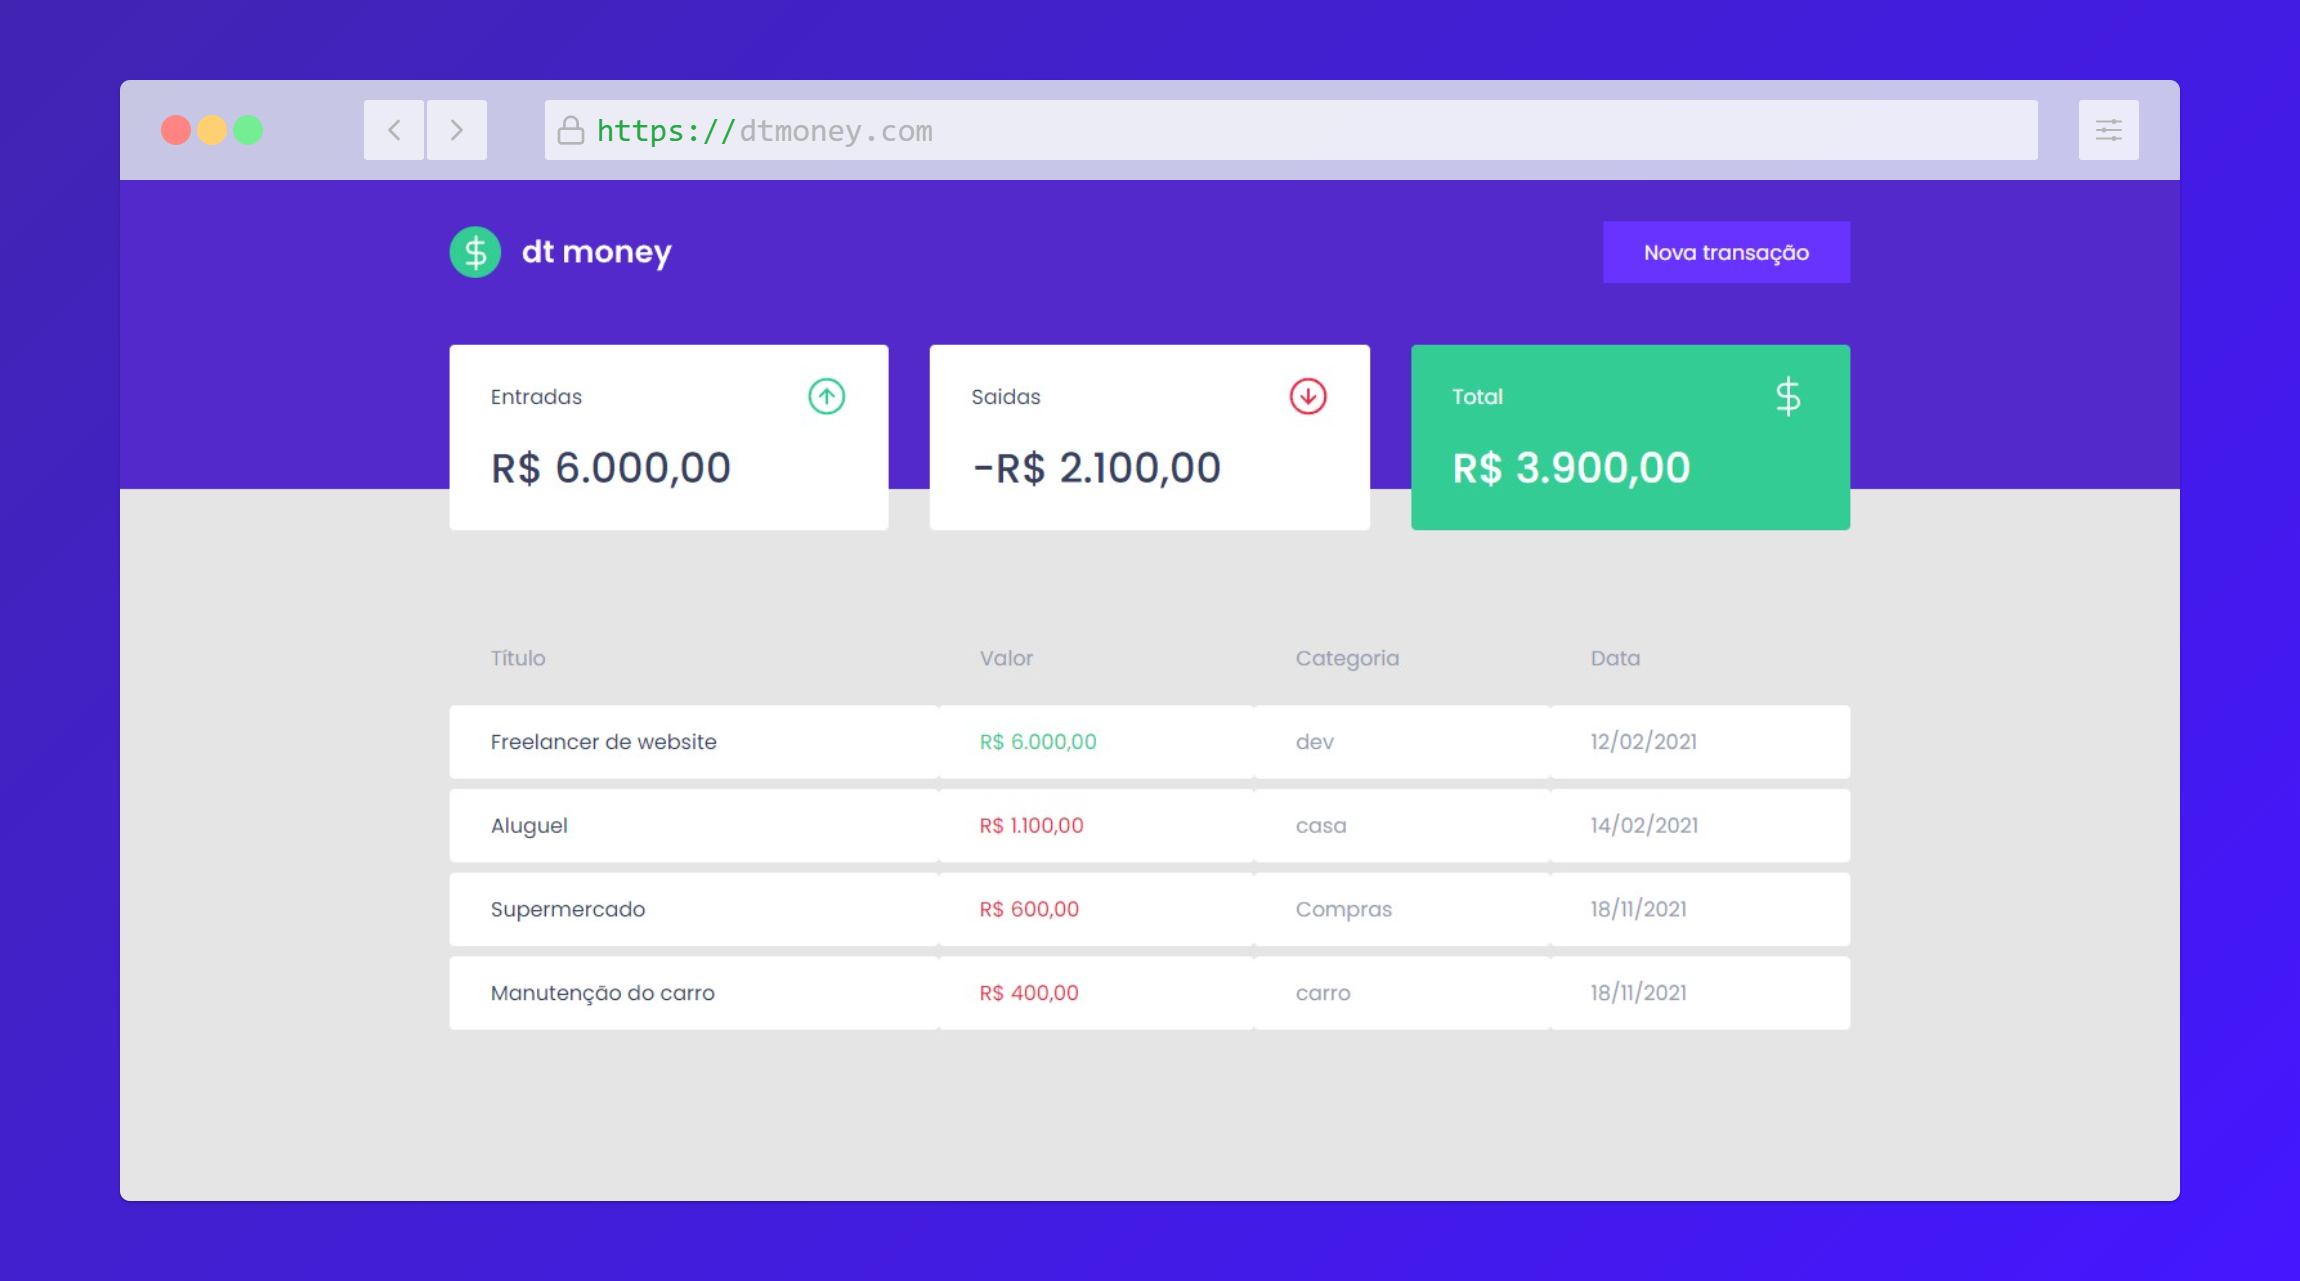 https://dtmoney.com
$ dt money
Nova transação
Entradas
R$ 6.000,00
Saidas
-R$ 2.100,00
Total $
R$ 3.900,00
Título Valor Categoria Data
Freelancer de website R$ 6.000,00 dev 12/02/2021
Aluguel R$ 1.100,00 casa 14/02/2021
Supermercado R$ 600,00 Compras 18/11/2021
Manutenção do carro R$ 400,00 carro 18/11/2021